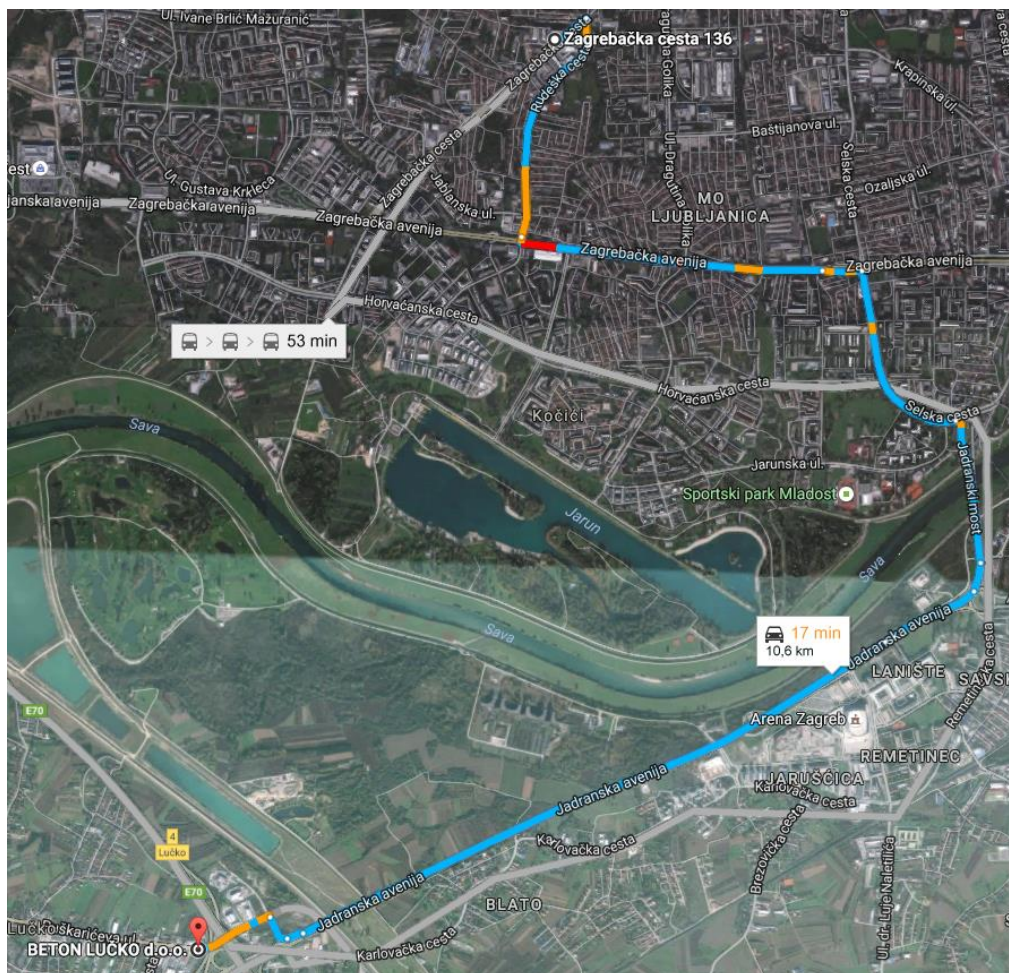 Ul. Ivane Brlić Mažuranić
Zagrebačka cesta 136
Zagrebačka cesta
Rudeška cesta
Krapinska ul.
Baštijanova ul.
Ul. Dragutina Golika
Selska cesta
Ozaljska ul.
Zagrebačka cesta
Ul. Gustava Krkleca
Jablanska ul.
MO
LJUBLJANICA
Zagrebačka avenija
Zagrebačka avenija
Zagrebačka avenija
Zagrebačka avenija
Horvaćanska cesta
53 min
Horvaćanska cesta
Kočići
Selska cesta
Sava
Jarunska ul.
Jadranski most
Sportski park Mladost
Jarun
Sava
Sava
17 min
10,6 km
Jadranska avenija
LANIŠTE
Remetinečka cesta
E70
Arena Zagreb
REMETINEC
Jadranska avenija
JARUŠČICA
Karlovačka cesta
4
Lučko
Karlovačka cesta
Brezovička cesta
Ul. dr. Luje Naletilića
E70
Jadranska avenija
BLATO
Lučko
BETON LUČKO d.o.o.
Karlovačka cesta